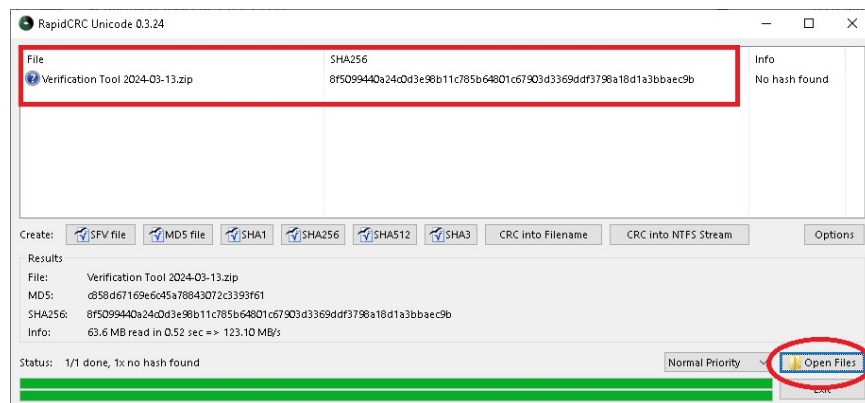 RapidCRC Unicode 0.3.24
File SHA256 Info
Verification Tool 2024-03-13.zip 8f5099440a24c0d3e98b11c785b64801c67903d3369ddf3798a18d1a3bbaec9b No hash found
Create: SFV file MD5 file SHA1 SHA256 SHA512 SHA3 CRC into Filename CRC into NTFS Stream Options
Results
File: Verification Tool 2024-03-13.zip
MD5: c858d67169e6c45a78843072c3393f61
SHA256: 8f5099440a24c0d3e98b11c785b64801c67903d3369ddf3798a18d1a3bbaec9b
Info: 63.6 MB read in 0.52 sec => 123.10 MB/s
Status: 1/1 done, 1x no hash found Normal Priority Open Files
Exit